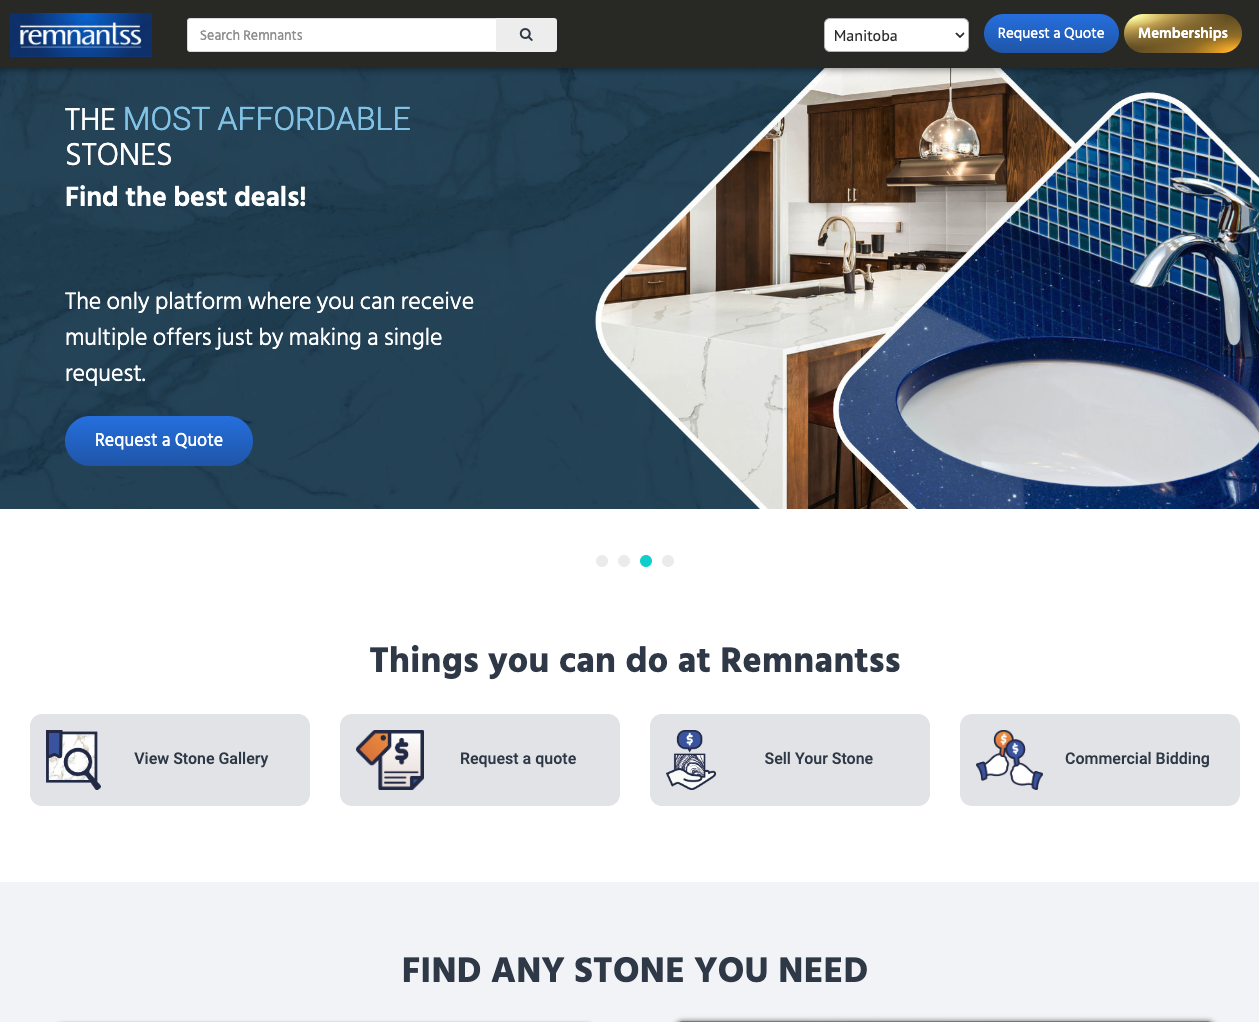 remnantss
Search Remnants
Manitoba
Request a Quote
Memberships
THE MOST AFFORDABLE
STONES
Find the best deals!
The only platform where you can receive
multiple offers just by making a single
request.
Request a Quote
Things you can do at Remnantss
View Stone Gallery
$
Request a quote
$
Sell Your Stone
$
$
Commercial Bidding
FIND ANY STONE YOU NEED